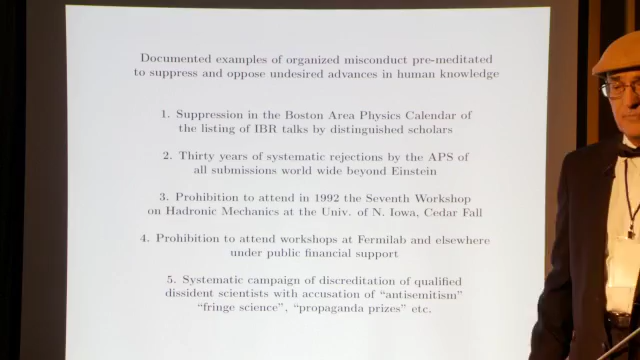 Documented examples of organized misconduct pre-meditated
to suppress and oppose undesired advances in human knowledge
1. Suppression in the Boston Area Physics Calendar of
the listing of IBR talks by distinguished scholars
2. Thirty years of systematic rejections by the APS of
all submissions world wide beyond Einstein
3. Prohibition to attend in 1992 the Seventh Workshop
on Hadronic Mechanics at the Univ. of N. Iowa, Cedar Fall
4. Prohibition to attend workshops at Fermilab and elsewhere
under public financial support
5. Systematic campaign of discreditation of qualified
dissident scientists with accusation of “antisemitism”
“fringe science”, “propaganda prizes” etc.